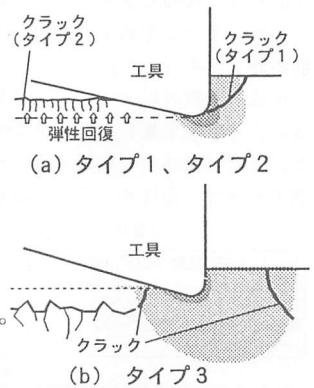 クラック
(タイプ2)
クラック
(タイプ1)
工具
弾性回復
(a) タイプ1、タイプ2
工具
。
クラック
(b) タイプ3